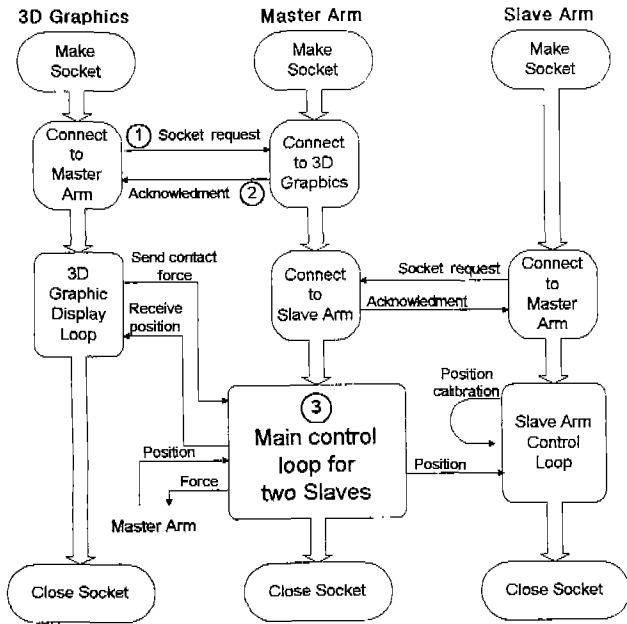 3D Graphics
Master Arm
Slave Arm
Make
Socket
Make
Socket
Make
Socket
Connect
to
Master
Arm
1
Socket request
Acknowledment
2
Connect
to 3D
Grapbics
3D
Graphic
Display
Loop
Send contact
force
Receive
position
Connect
to
Slave Arm
Socket request
Acknowledment
Connect
to
Master
Arm
Position
calibration
Slave Arm
Control
Loop
3
Main control
loop for
two Slaves
Position
Force
Master Arm
Position
Close Socket
Close Socket
Close Socket